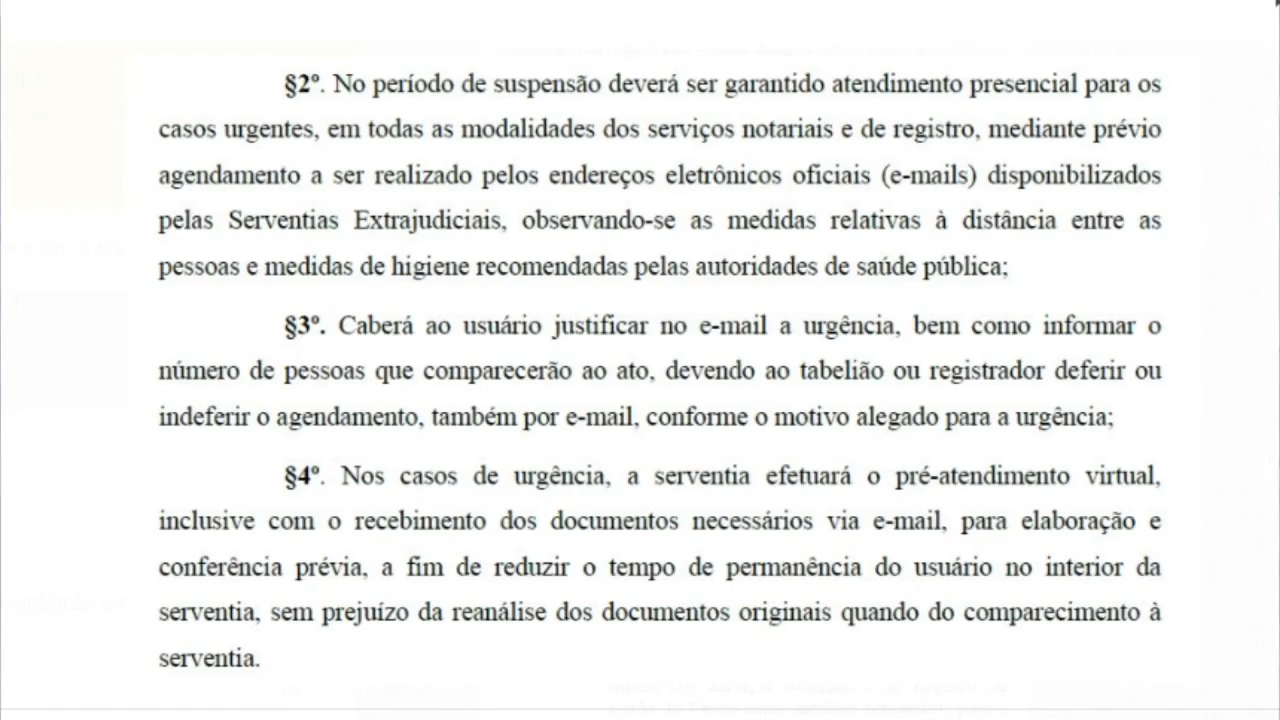 §2º. No período de suspensão deverá ser garantido atendimento presencial para os
casos urgentes, em todas as modalidades dos serviços notariais e de registro, mediante prévio
agendamento a ser realizado pelos endereços eletrônicos oficiais (e-mails) disponibilizados
pelas Serventias Extrajudiciais, observando-se as medidas relativas à distância entre as
pessoas e medidas de higiene recomendadas pelas autoridades de saúde pública;
§3º. Caberá ao usuário justificar no e-mail a urgência, bem como informar o
número de pessoas que comparecerão ao ato, devendo ao tabelião ou registrador deferir ou
indeferir o agendamento, também por e-mail, conforme o motivo alegado para a urgência;
§4º. Nos casos de urgência, a serventia efetuará o pré-atendimento virtual,
inclusive com o recebimento dos documentos necessários via e-mail, para elaboração e
conferência prévia, a fim de reduzir o tempo de permanência do usuário no interior da
serventia, sem prejuízo da reanálise dos documentos originais quando do comparecimento à
serventia.